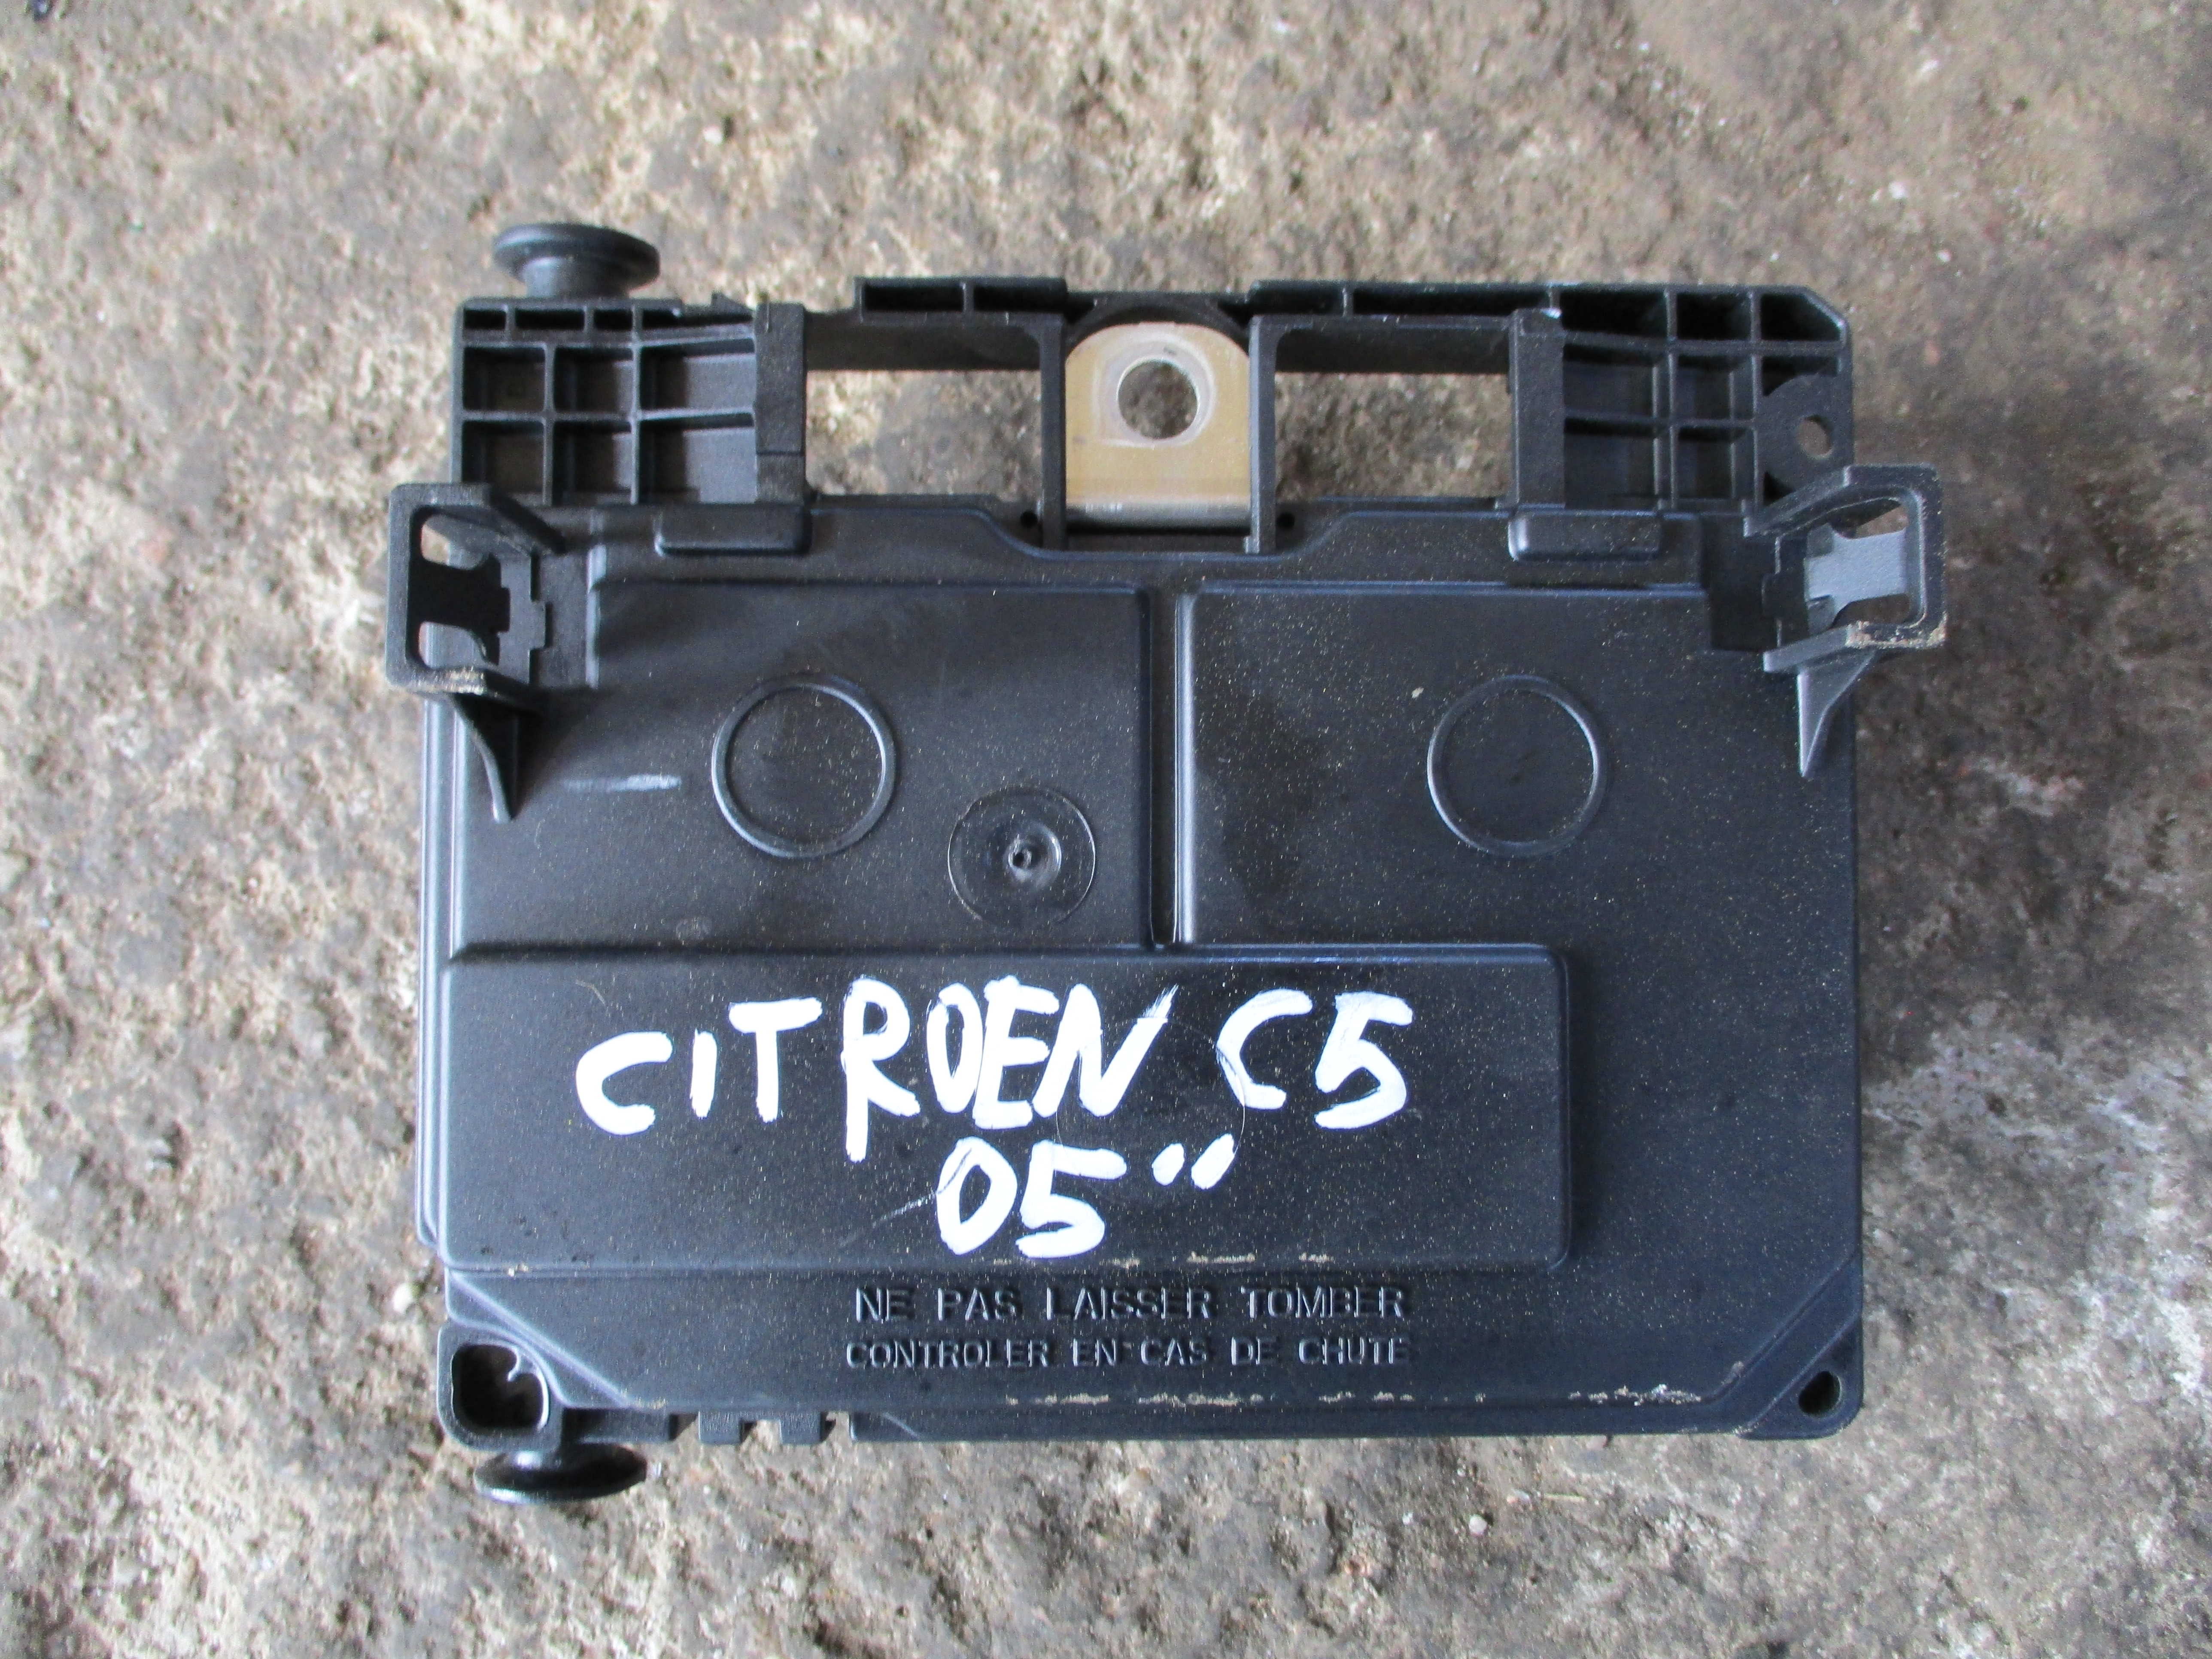 CITROEN C5
05"
NE PAS LAISSER TOMBER
CONTROLER EN CAS DE CHUTE